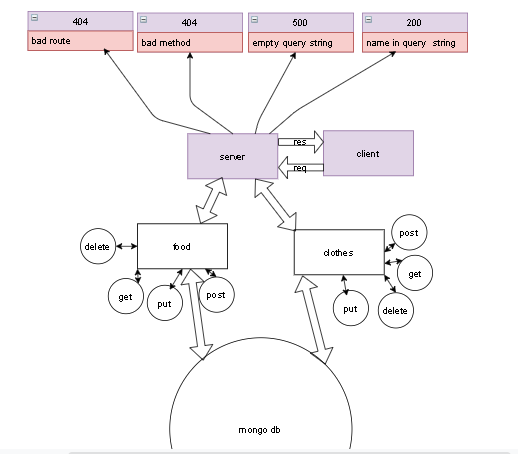 404
bad route
404
bad method
500
empty query string
200
name in query string
server
res
req
client
food
delete
get
put
post
clothes
post
get
delete
put
mongo db